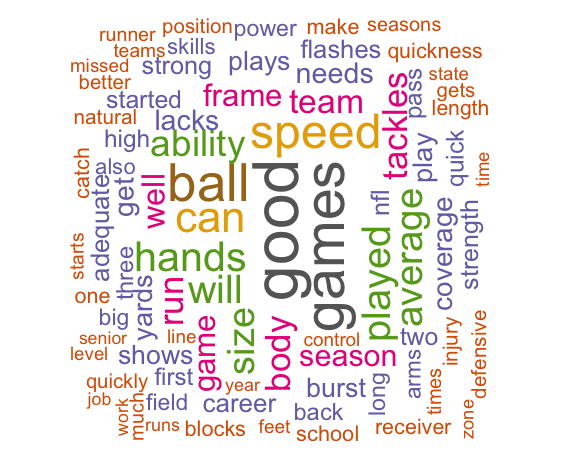 runner position power make seasons
teams skills flashes quickness
missed strong plays needs state
better started frame team tackles pass gets
natural lacks speed length
high ability play quick time
catch also well ball good games nfl
adequate get can average coverage strength
starts three hands played
one yards run will
big line size body control two injury defensive
senior game season
level shows first burst arms
quickly year long times
job work much field career back zone
runs blocks feet school receiver